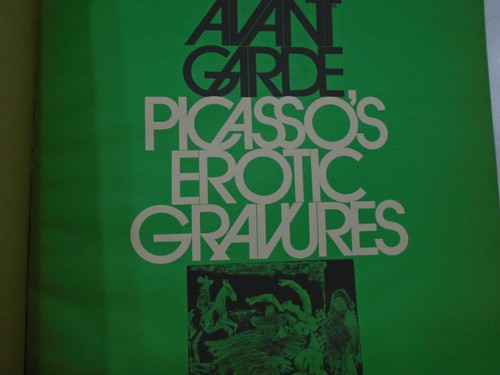 AVANT
GARDE
PICASSO'S
EROTIC
GRAVURES